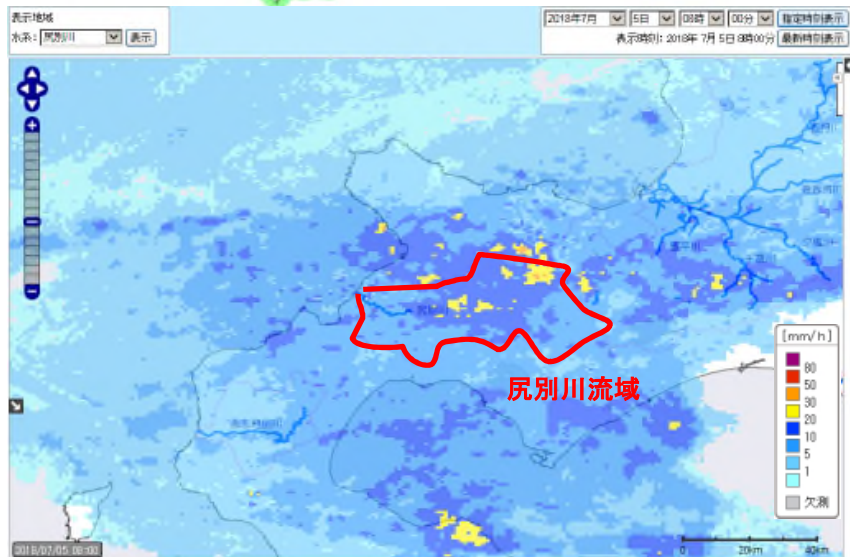 表示地域
水系: 尻別川 表示
2018年7月 5日 08時 00分 指定時刻表示
表示時刻: 2018年 7月 5日 8時00分 最新時刻表示
尻別川流域
[mm/h]
80
50
30
20
10
5
1
欠測
2018/07/05 08:00
0 20km 40km